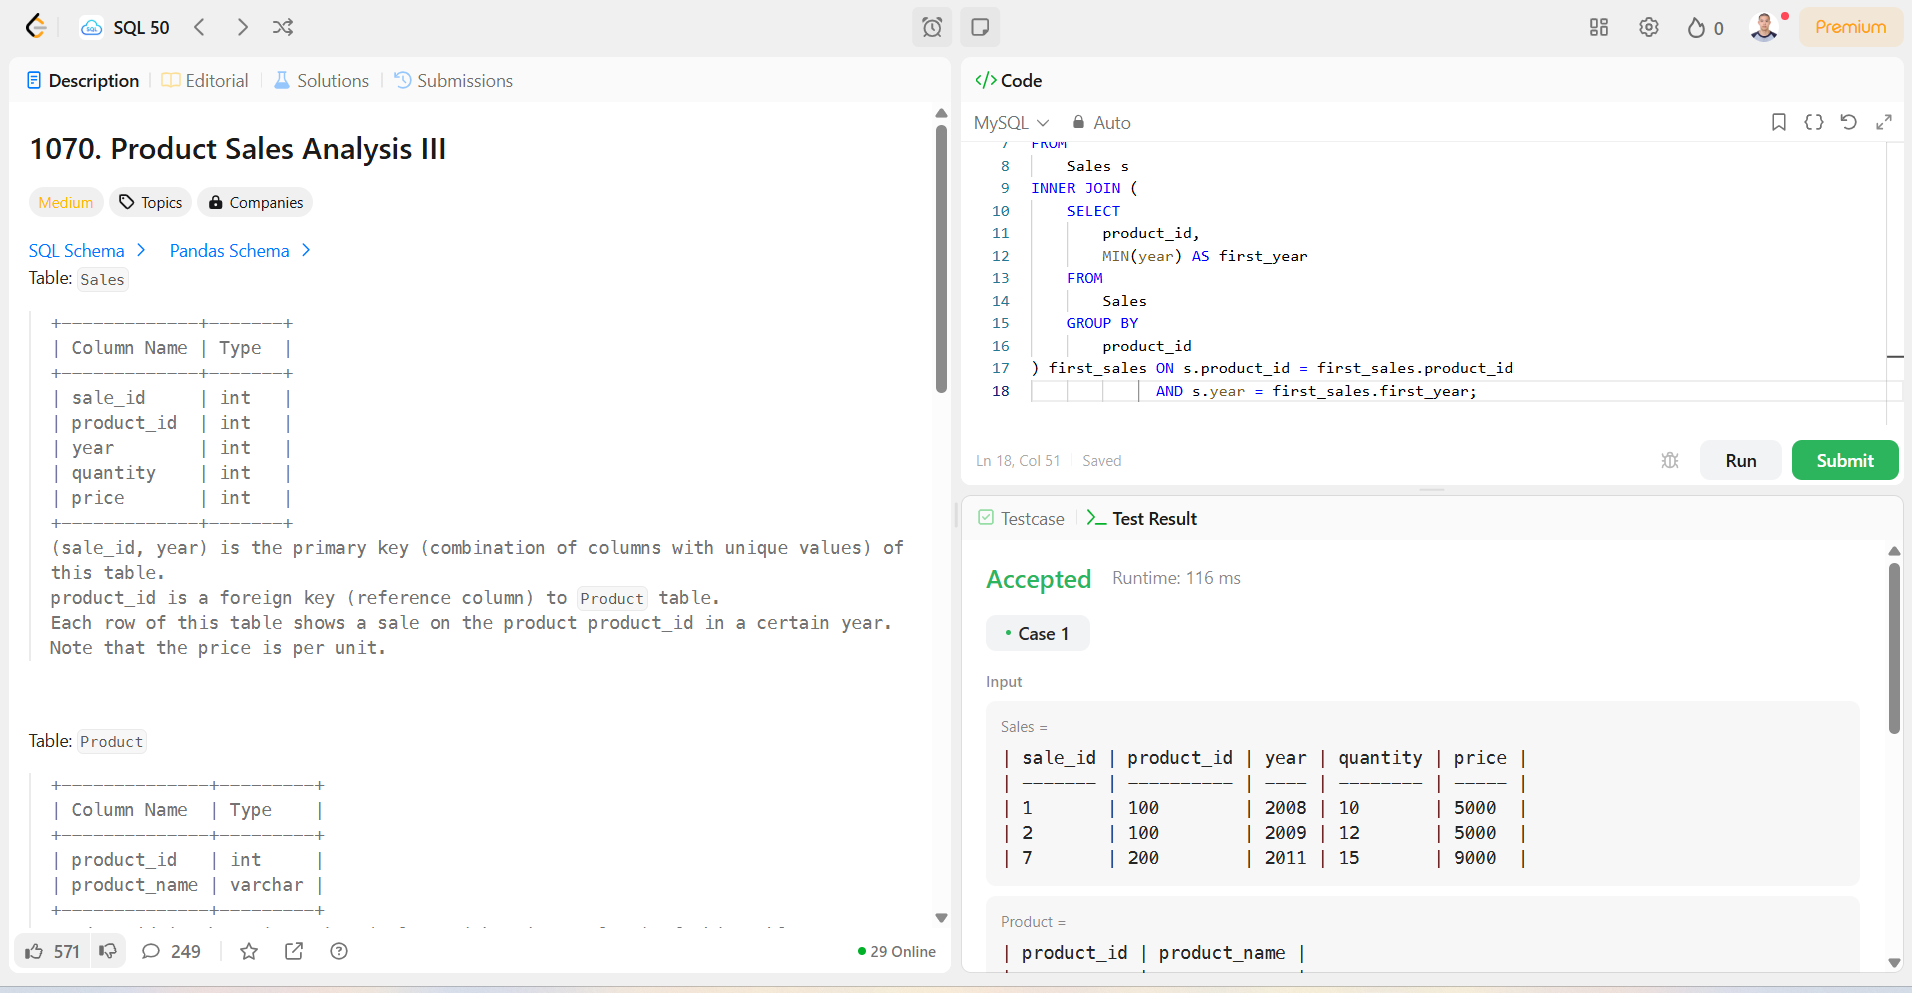 SQL 50
0
Premium
Description
Editorial
Solutions
Submissions
1070. Product Sales Analysis III
Medium
Topics
Companies
SQL Schema
Pandas Schema
Table: Sales
+-------------+-------+
| Column Name | Type  |
+-------------+-------+
| sale_id     | int   |
| product_id  | int   |
| year        | int   |
| quantity    | int   |
| price       | int   |
+-------------+-------+
(sale_id, year) is the primary key (combination of columns with unique values) of
this table.
product_id is a foreign key (reference column) to Product table.
Each row of this table shows a sale on the product product_id in a certain year.
Note that the price is per unit.
Table: Product
+--------------+---------+
| Column Name  | Type    |
+--------------+---------+
| product_id   | int     |
| product_name | varchar |
+--------------+---------+
571
249
29 Online
</> Code
MySQL
Auto
7 FROM
8 Sales s
9 INNER JOIN (
10 SELECT
11 product_id,
12 MIN(year) AS first_year
13 FROM
14 Sales
15 GROUP BY
16 product_id
17 ) first_sales ON s.product_id = first_sales.product_id
18 AND s.year = first_sales.first_year;
Ln 18, Col 51
Saved
Run
Submit
Testcase
Test Result
Accepted
Runtime: 116 ms
Case 1
Input
Sales =
| sale_id | product_id | year | quantity | price |
| ------- | ---------- | ---- | -------- | ----- |
| 1       | 100        | 2008 | 10       | 5000  |
| 2       | 100        | 2009 | 12       | 5000  |
| 7       | 200        | 2011 | 15       | 9000  |
Product =
| product_id | product_name |